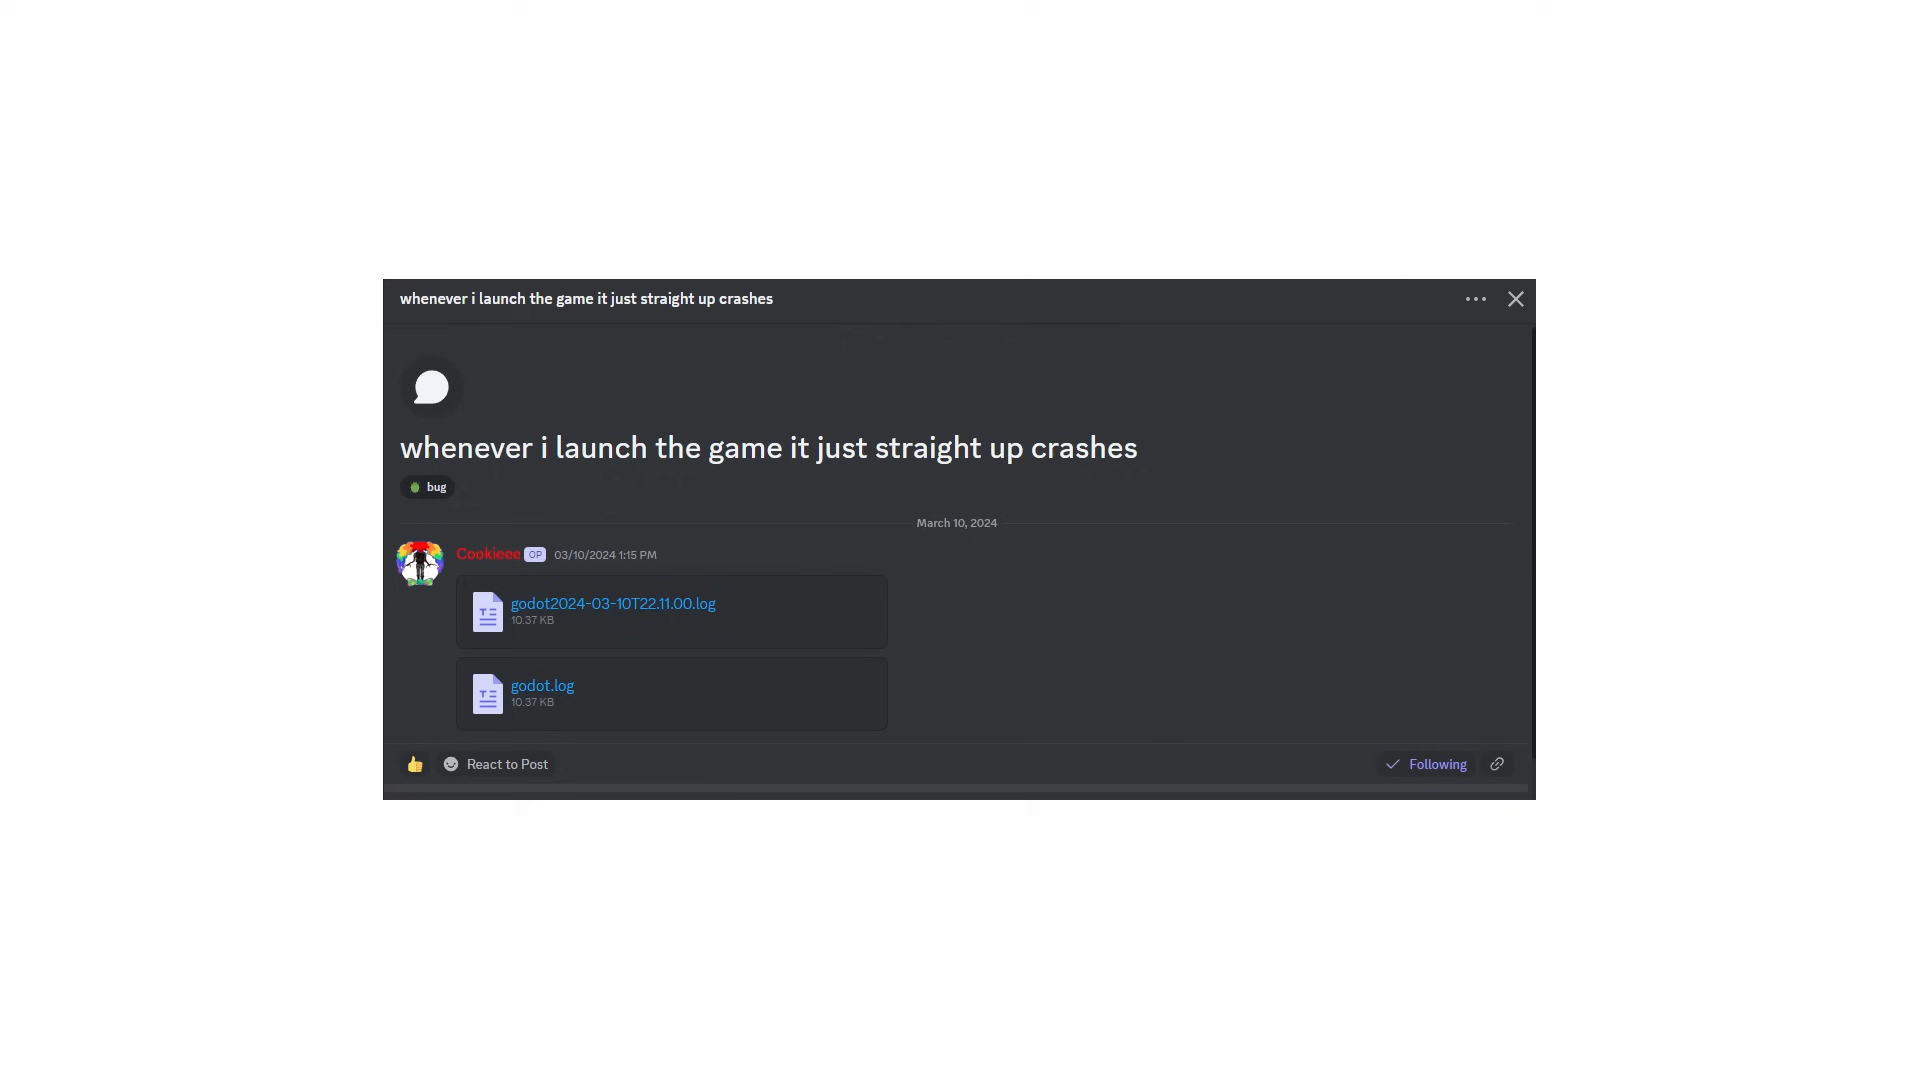 whenever i launch the game it just straight up crashes
whenever i launch the game it just straight up crashes
bug
March 10, 2024
Cookieee OP 03/10/2024 1:15 PM
godot2024-03-10T22.11.00.log
10.37 KB
godot.log
10.37 KB
React to Post
Following